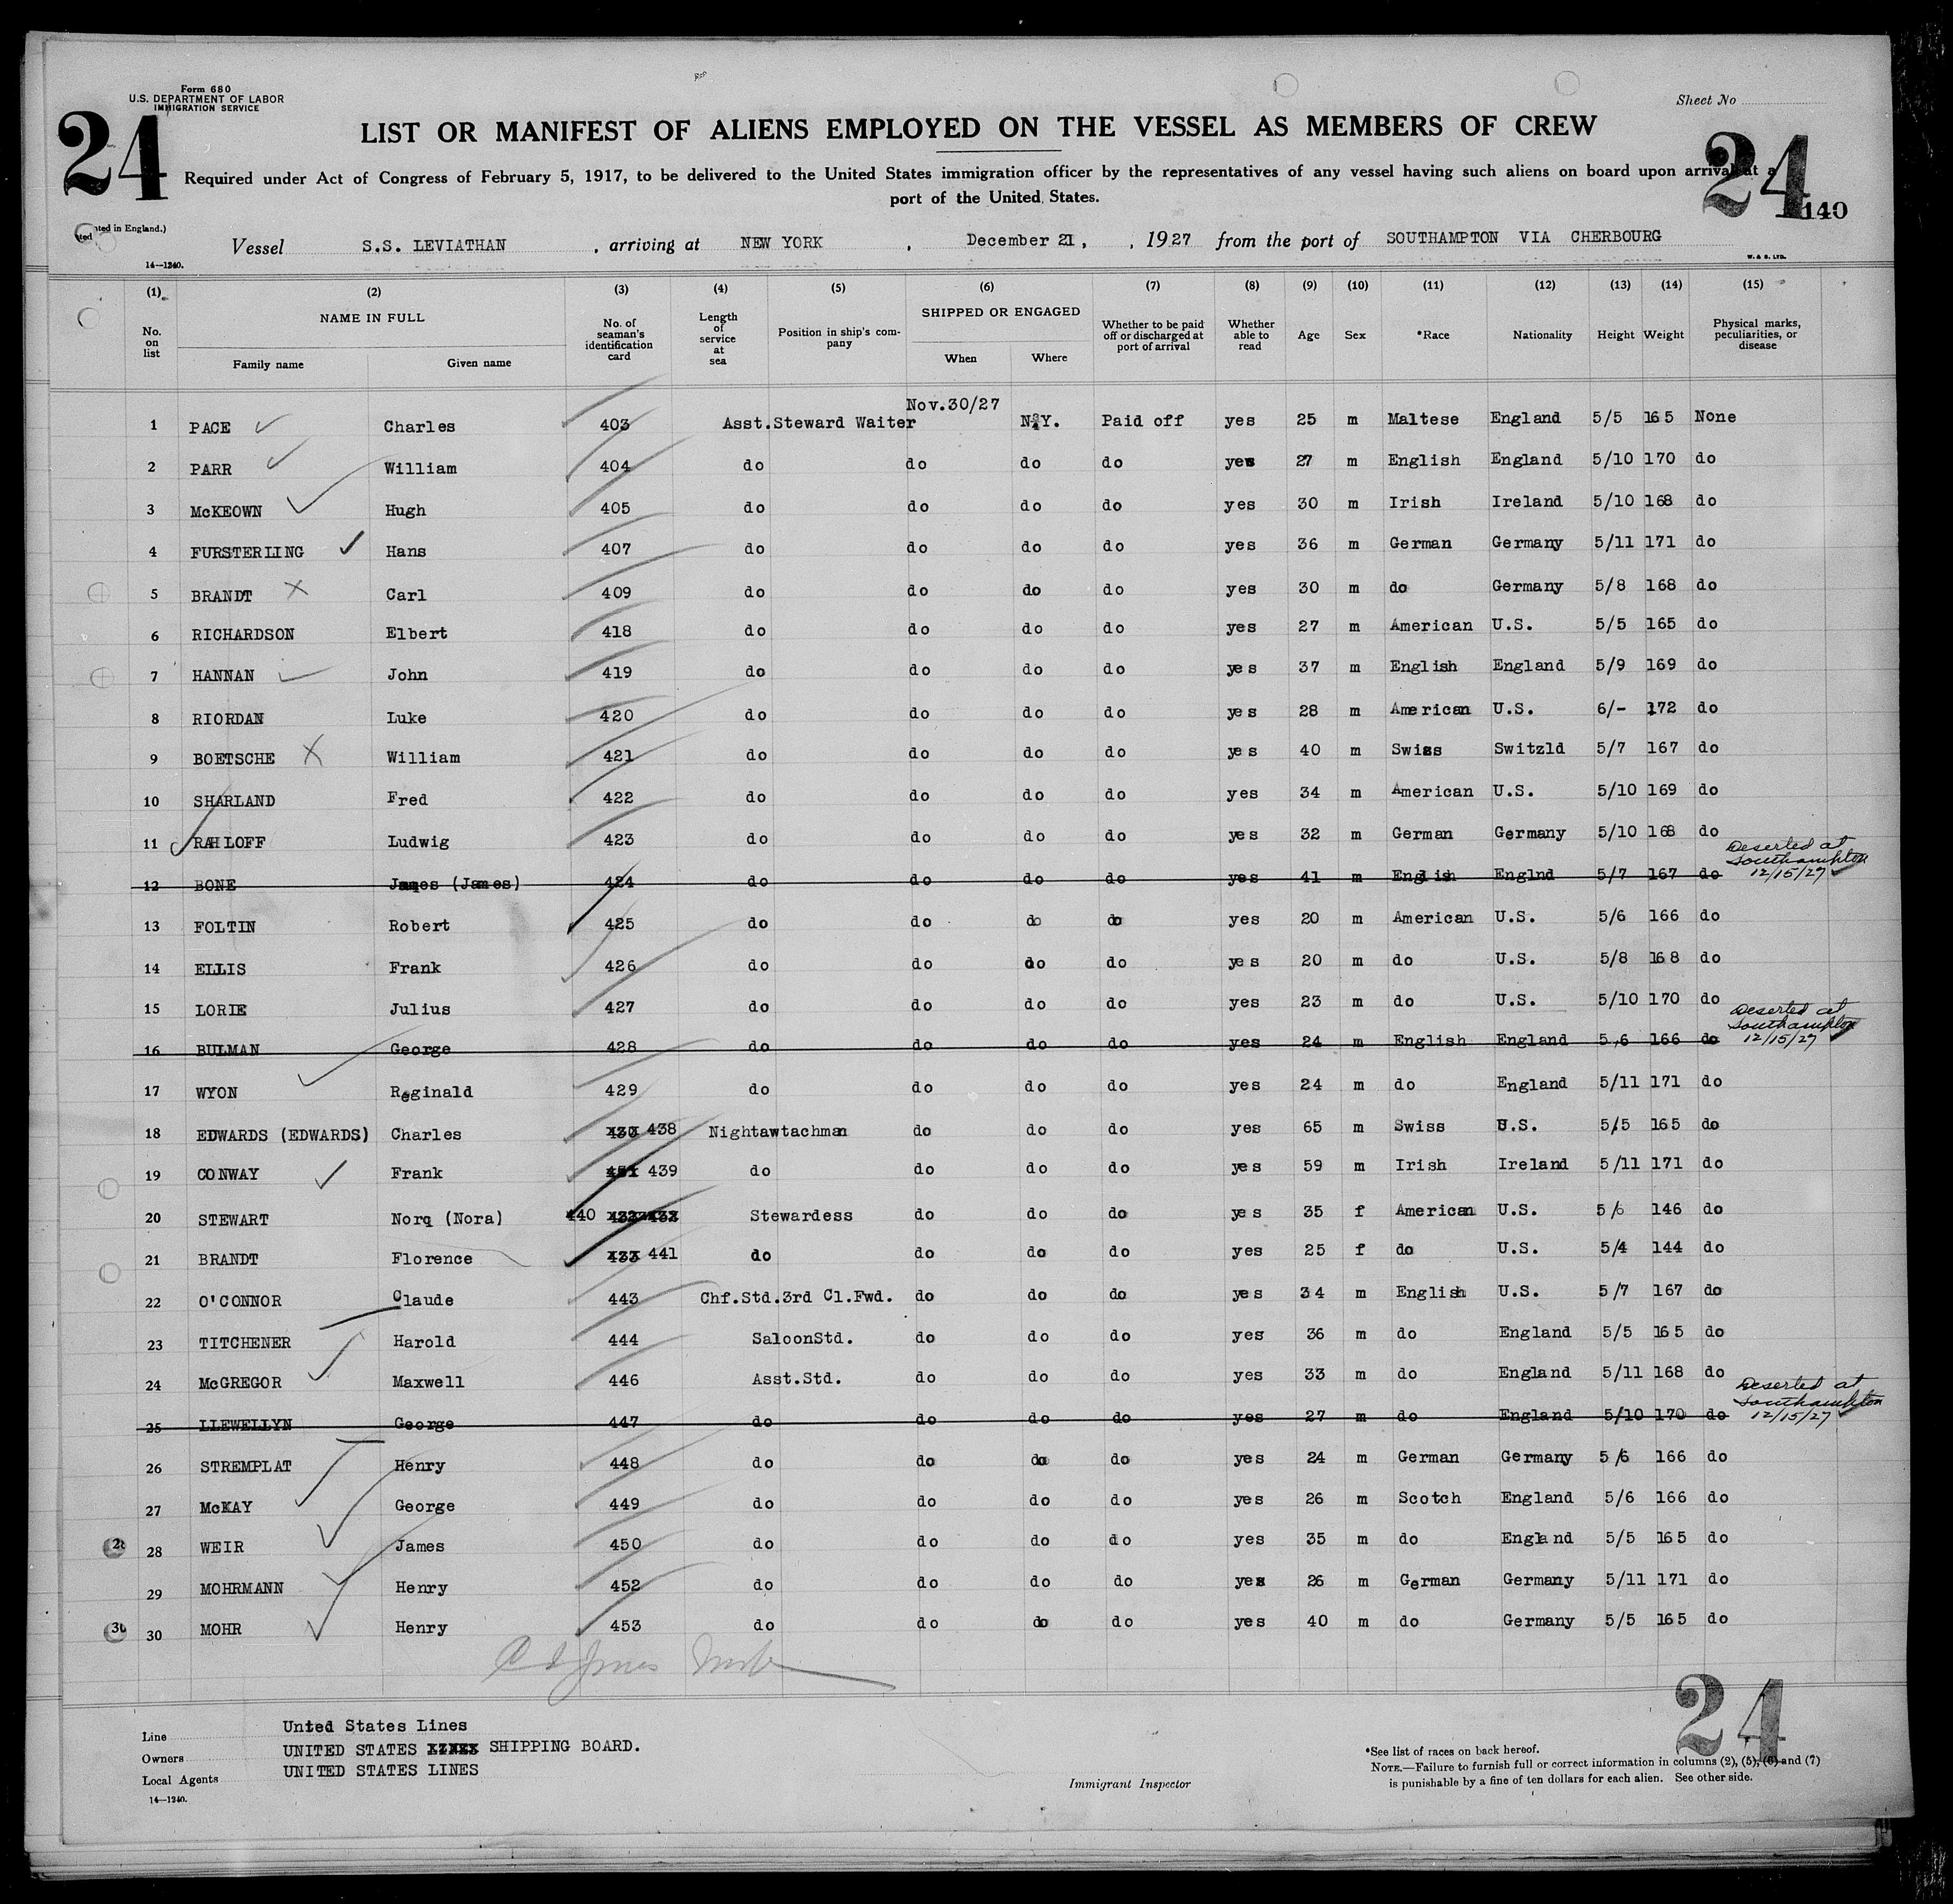 Form 680
U.S. DEPARTMENT OF LABOR
IMMIGRATION SERVICE
Sheet No
24
24
LIST OR MANIFEST OF ALIENS EMPLOYED ON THE VESSEL AS MEMBERS OF CREW
Required under Act of Congress of February 5, 1917, to be delivered to the United States immigration officer by the representatives of any vessel having such aliens on board upon arrival at a
port of the United States.
140
ted in England.)
Vessel S.S. LEVIATHAN , arriving at NEW YORK , December 21, , 1927 from the port of SOUTHAMPTON VIA CHERBOURG
14—1240.
W. & S. LTD.
(1) (2) (3) (4) (5) (6) (7) (8) (9) (10) (11) (12) (13) (14) (15)
No. on list NAME IN FULL Family name Given name No. of seaman's identification card Length of service at sea Position in ship's company SHIPPED OR ENGAGED When Where Whether to be paid off or discharged at port of arrival Whether able to read Age Sex *Race Nationality Height Weight Physical marks, peculiarities, or disease
1 PACE Charles 403 Asst.Steward Waiter Nov.30/27 N.Y. Paid off yes 25 m Maltese England 5/5 165 None
2 PARR William 404 do do do do yes 27 m English England 5/10 170 do
3 McKEOWN Hugh 405 do do do do yes 30 m Irish Ireland 5/10 168 do
4 FURSTERLING Hans 407 do do do do yes 36 m German Germany 5/11 171 do
5 BRANDT Carl 409 do do do do yes 30 m do Germany 5/8 168 do
6 RICHARDSON Elbert 418 do do do do yes 27 m American U.S. 5/5 165 do
7 HANNAN John 419 do do do do yes 37 m English England 5/9 169 do
8 RIORDAN Luke 420 do do do do yes 28 m American U.S. 6/- 172 do
9 BOETSCHE William 421 do do do do yes 40 m Swiss Switzld 5/7 167 do
10 SHARLAND Fred 422 do do do do yes 34 m American U.S. 5/10 169 do
11 RAHLOFF Ludwig 423 do do do do yes 32 m German Germany 5/10 168 do
12 BONE Jamqes (James) 424 do do do do yes 41 m English Englnd 5/7 167 do Deserted at Southampton 12/15/27
13 FOLTIN Robert 425 do do do do yes 20 m American U.S. 5/6 166 do
14 ELLIS Frank 426 do do do do yes 20 m do U.S. 5/8 168 do
15 LORIE Julius 427 do do do do yes 23 m do U.S. 5/10 170 do
16 BULMAN George 428 do do do do yes 24 m English England 5,6 166 do Deserted at Southampton 12/15/27
17 WYON Reginald 429 do do do do yes 24 m do England 5/11 171 do
18 EDWARDS (EDWARDS) Charles 430 438 Nightawtachman do do do yes 65 m Swiss U.S. 5/5 165 do
19 CONWAY Frank 431 439 do do do do yes 59 m Irish Ireland 5/11 171 do
20 STEWART Norq (Nora) 440 Stewardess do do do yes 35 f American U.S. 5/6 146 do
21 BRANDT Florence 433 441 do do do do yes 25 f do U.S. 5/4 144 do
22 O'CONNOR Claude 443 Chf.Std.3rd Cl.Fwd. do do do yes 34 m English U.S. 5/7 167 do
23 TITCHENER Harold 444 SaloonStd. do do do yes 36 m do England 5/5 165 do
24 McGREGOR Maxwell 446 Asst.Std. do do do yes 33 m do England 5/11 168 do
25 LLEWELLYN George 447 do do do do yes 27 m do England 5/10 170 do Deserted at Southampton 12/15/27
26 STREMPLAT Henry 448 do do do do yes 24 m German Germany 5/6 166 do
27 McKAY George 449 do do do do yes 26 m Scotch England 5/6 166 do
28 WEIR James 450 do do do do yes 35 m do England 5/5 165 do
29 MOHRMANN Henry 452 do do do do yes 26 m German Germany 5/11 171 do
30 MOHR Henry 453 do do do do yes 40 m do Germany 5/5 165 do
24
Line United States Lines
Owners UNITED STATES SHIPPING BOARD.
Local Agents UNITED STATES LINES
14—1240.
Immigrant Inspector
*See list of races on back hereof.
NOTE.—Failure to furnish full or correct information in columns (2), (5), (6) and (7)
is punishable by a fine of ten dollars for each alien. See other side.